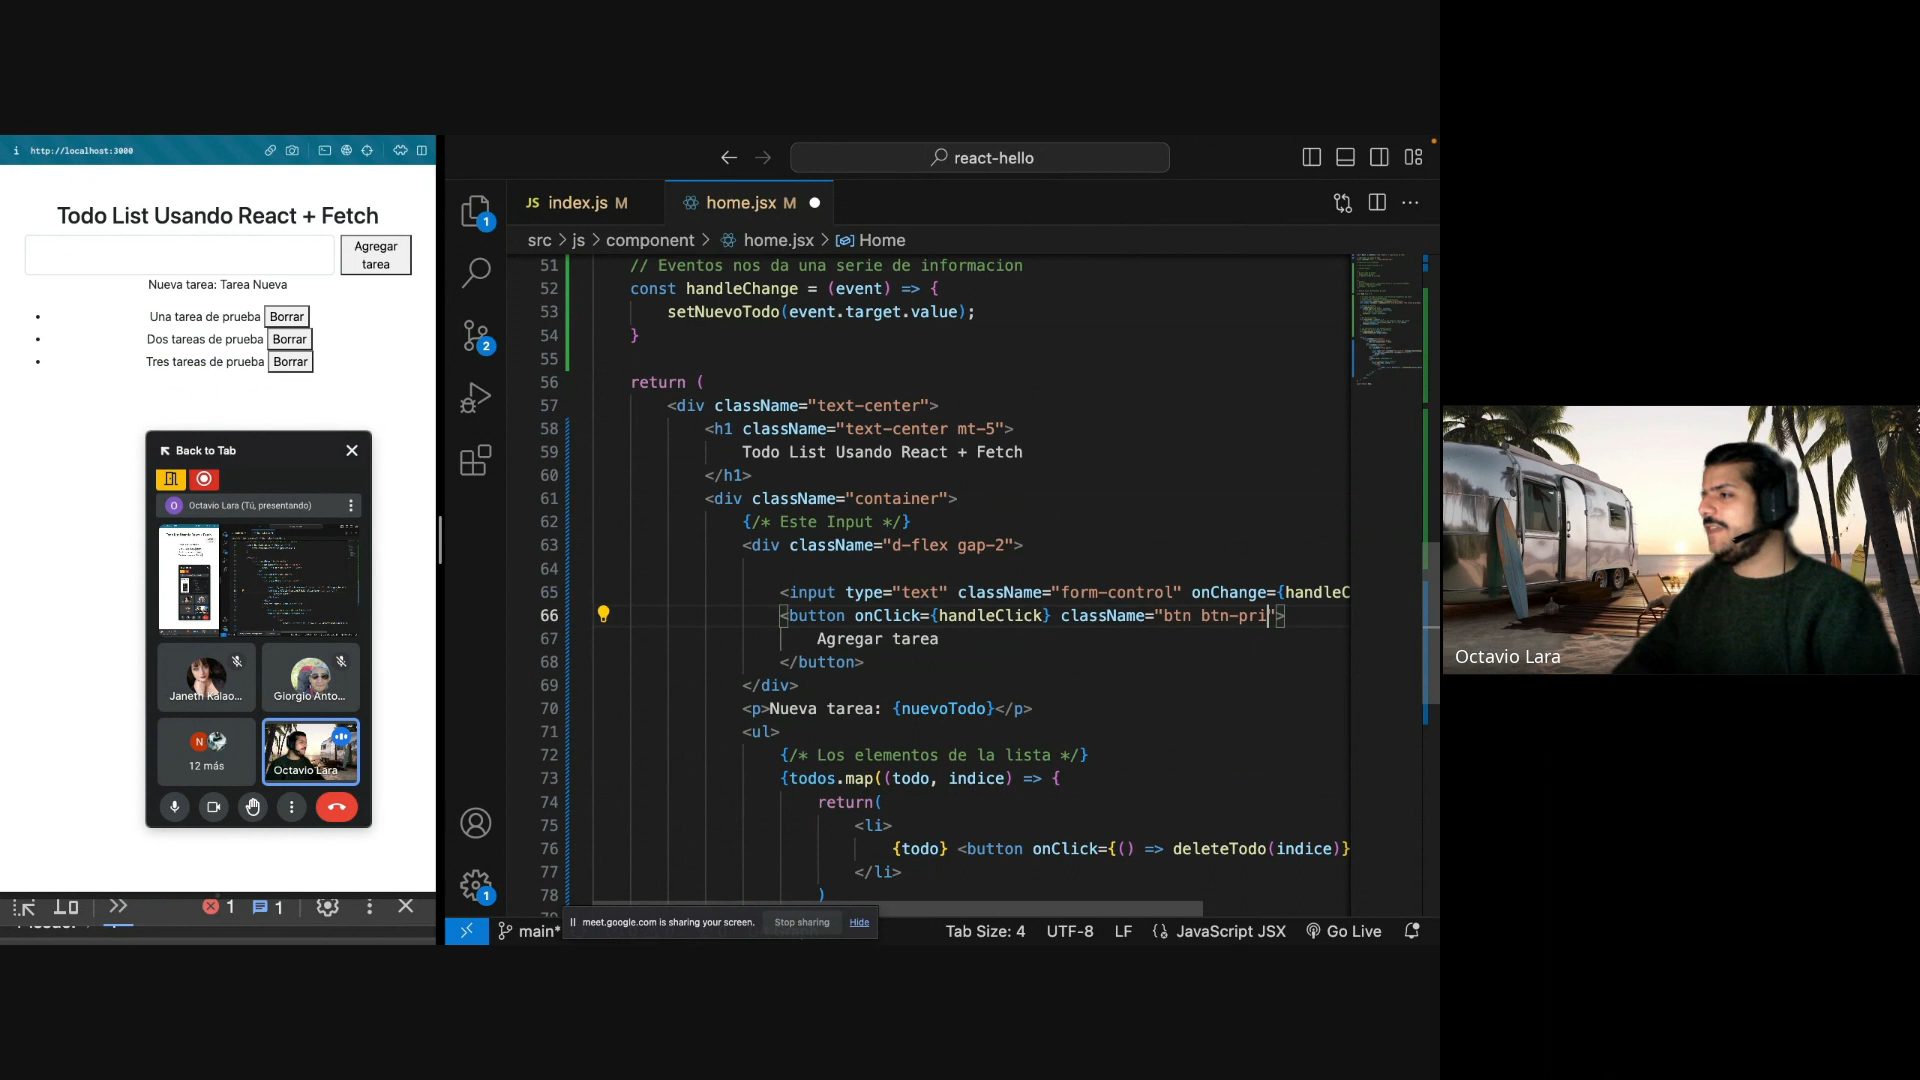 http://localhost:3000
Todo List Usando React + Fetch
Agregar
tarea
Nueva tarea: Tarea Nueva
Una tarea de prueba Borrar
Dos tareas de prueba Borrar
Tres tareas de prueba Borrar
Back to Tab
O Octavio Lara (Tú, presentando)
Janeth Kalao...
Giorgio Anto...
N
12 más
Octavio Lara
1 1
react-hello
JS index.js M
home.jsx M
src > js > component > home.jsx > Home
1
2
1
51 // Eventos nos da una serie de informacion
52 const handleChange = (event) => {
53 setNuevoTodo(event.target.value);
54 }
55
56 return (
57 <div className="text-center">
58 <h1 className="text-center mt-5">
59 Todo List Usando React + Fetch
60 </h1>
61 <div className="container">
62 {/* Este Input */}
63 <div className="d-flex gap-2">
64
65 <input type="text" className="form-control" onChange={handleC
66 <button onClick={handleClick} className="btn btn-pri">
67 Agregar tarea
68 </button>
69 </div>
70 <p>Nueva tarea: {nuevoTodo}</p>
71 <ul>
72 {/* Los elementos de la lista */}
73 {todos.map((todo, indice) => {
74 return(
75 <li>
76 {todo} <button onClick={() => deleteTodo(indice)}
77 </li>
78 )
meet.google.com is sharing your screen. Stop sharing Hide
main* Tab Size: 4 UTF-8 LF {} JavaScript JSX Go Live
Octavio Lara